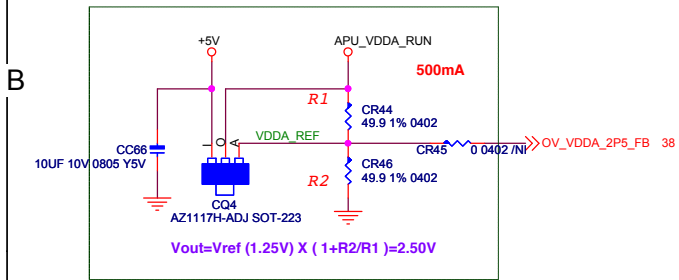 B
+5V
APU_VDDA_RUN
500mA
R1
CR44
49.9 1% 0402
I
O
A
VDDA_REF
CR45
0 0402 /NI
OV_VDDA_2P5_FB 38
CC66
10UF 10V 0805 Y5V
CR46
49.9 1% 0402
R2
CQ4
AZ1117H-ADJ SOT-223
Vout=Vref (1.25V) X ( 1+R2/R1 )=2.50V